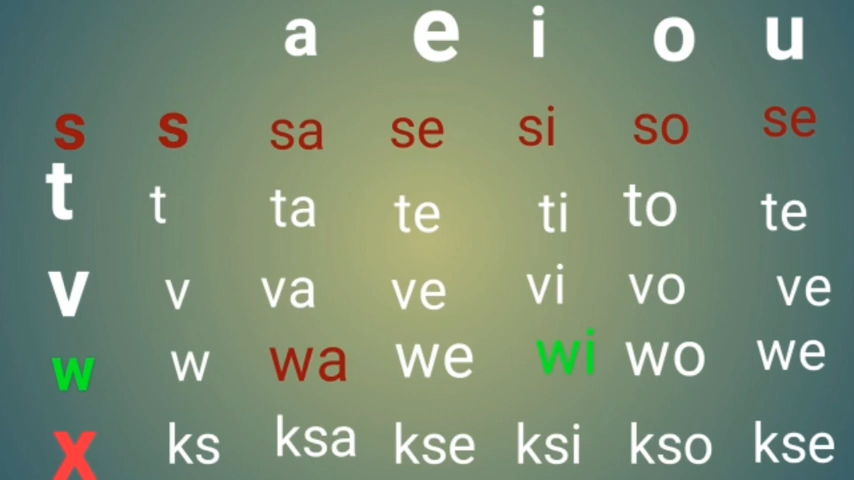 a e i o u
s s sa se si so se
t t ta te ti to te
v v va ve vi vo ve
w w wa we wi wo we
x ks ksa kse ksi kso kse